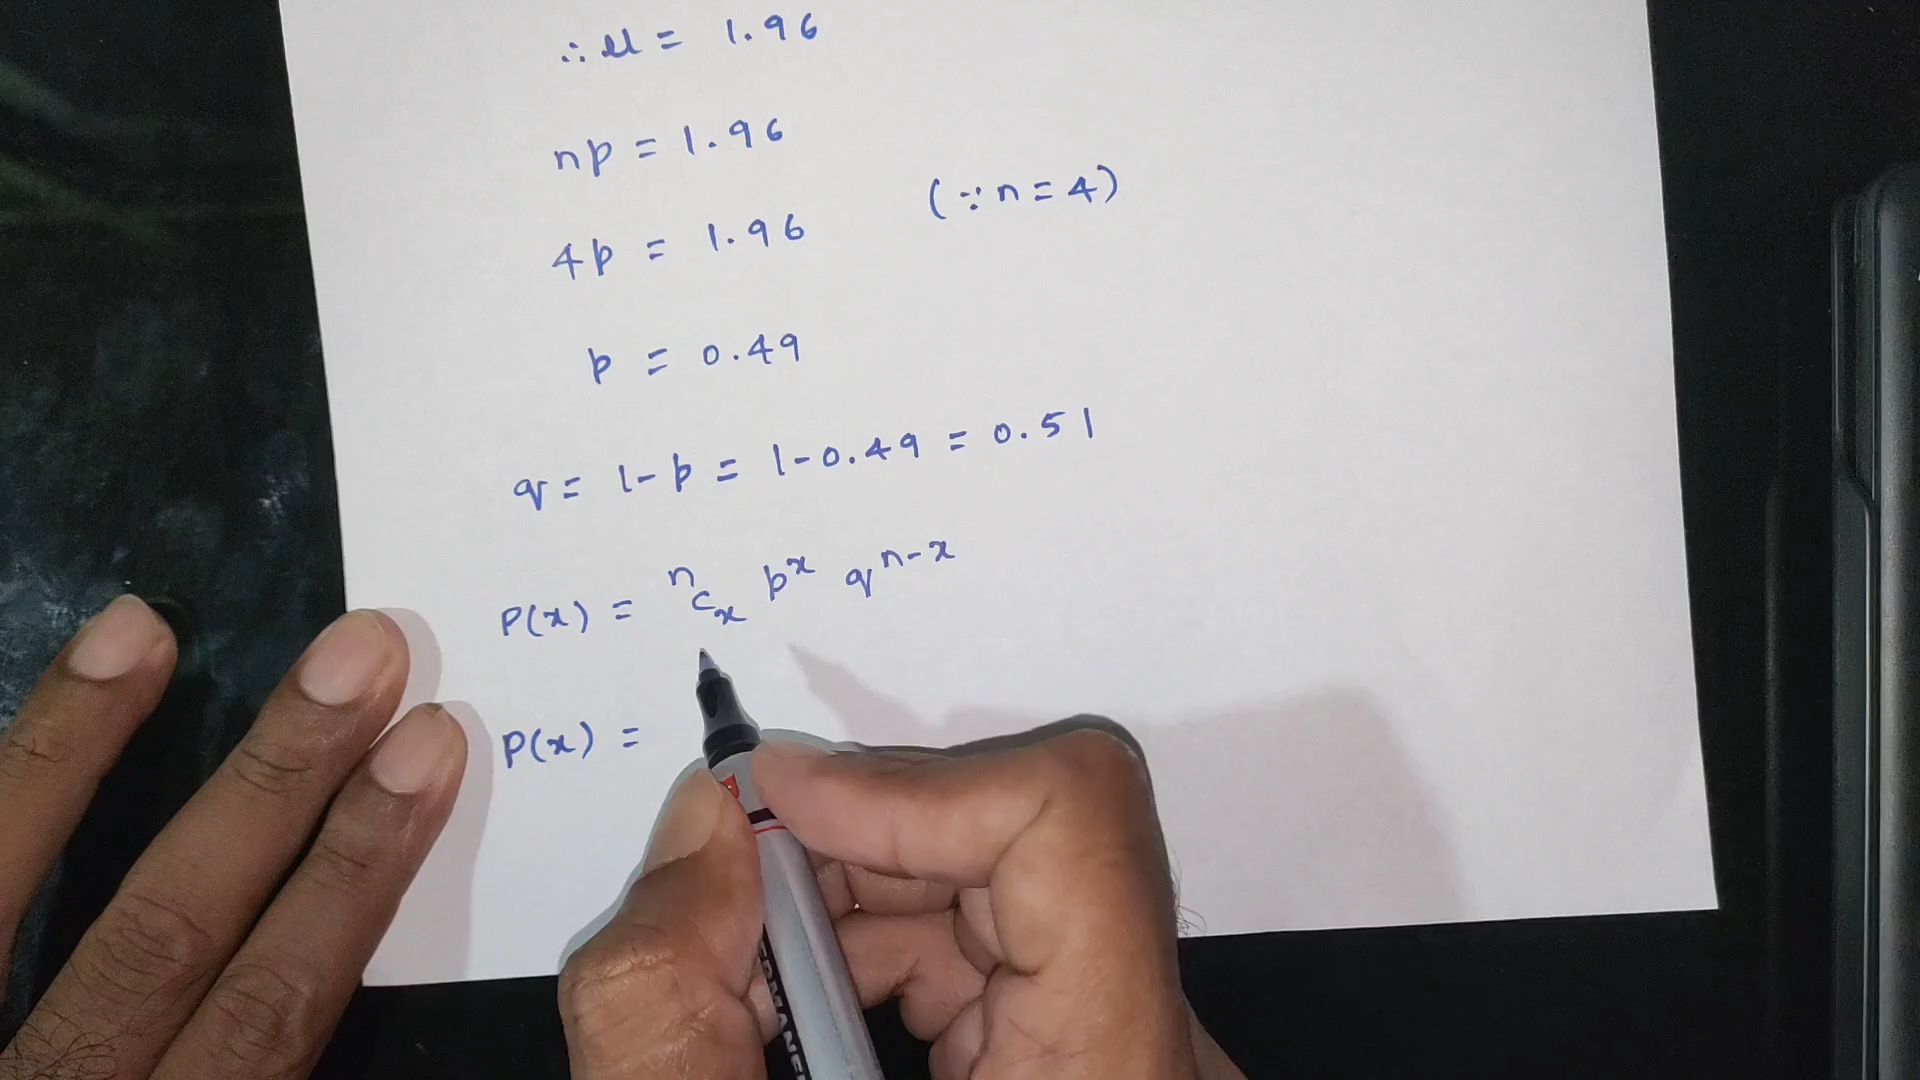 ∴ μ = 1.96
np = 1.96
4p = 1.96 (∵ n = 4)
p = 0.49
q = 1-p = 1-0.49 = 0.51
P(x) = ⁿCₓ pˣ qⁿ⁻ˣ
P(x) =